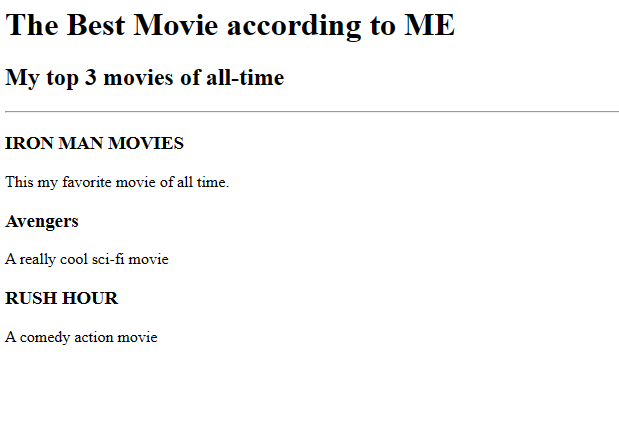 The Best Movie according to ME
My top 3 movies of all-time
IRON MAN MOVIES
This my favorite movie of all time.
Avengers
A really cool sci-fi movie
RUSH HOUR
A comedy action movie